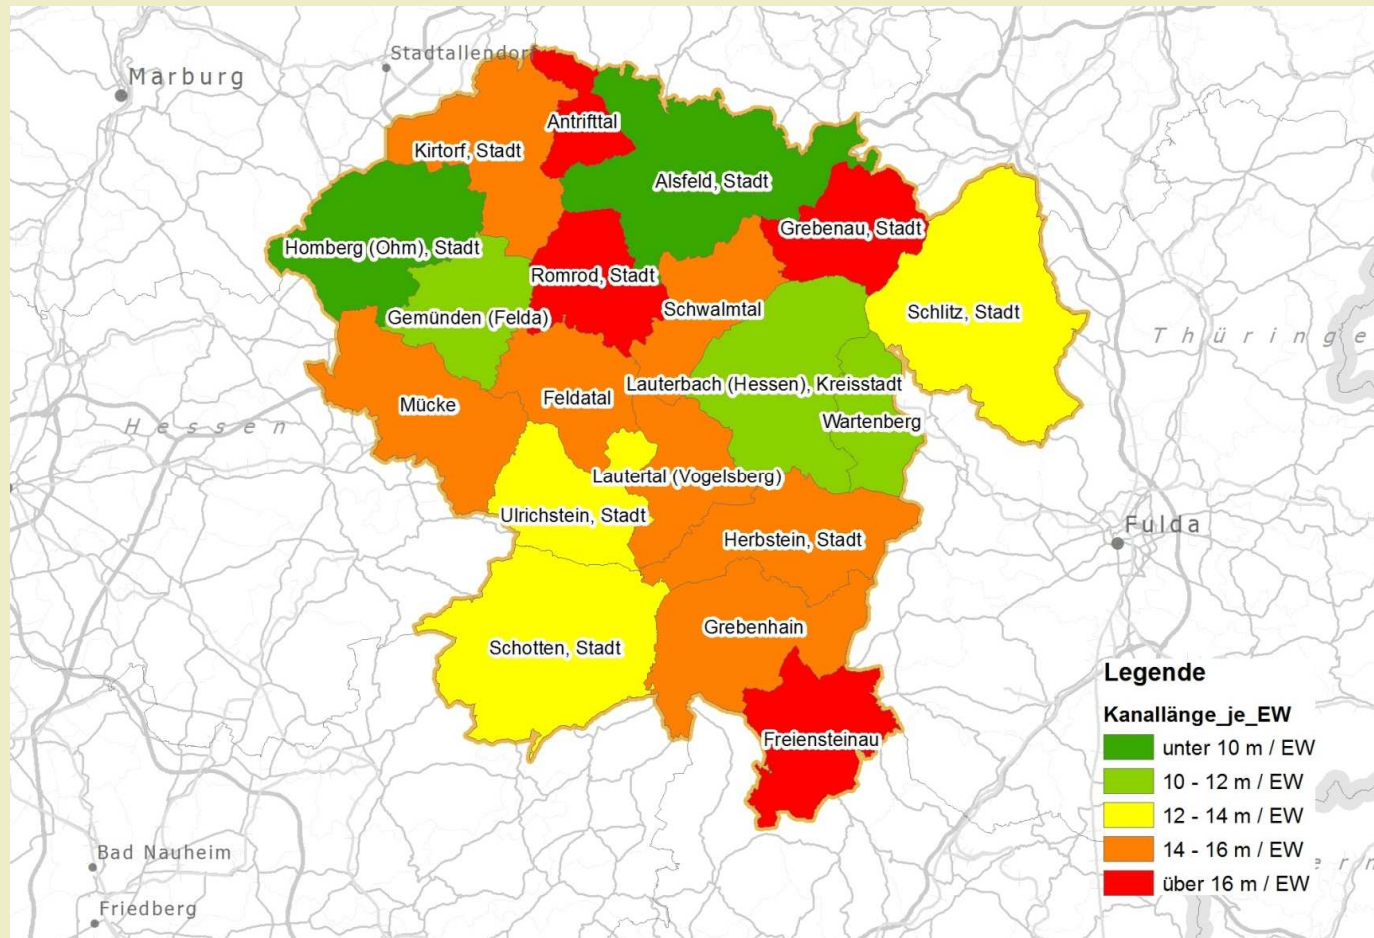 Stadtallendorf
Marburg
Antrifttal
Kirtorf, Stadt
Alsfeld, Stadt
Grebenau, Stadt
Homberg (Ohm), Stadt
Romrod, Stadt
Schwalmtal
Schlitz, Stadt
Gemünden (Felda)
Thüringe
Lauterbach (Hessen), Kreisstadt
Feldatal
Mücke
Wartenberg
Hessen
Lautertal (Vogelsberg)
Ulrichstein, Stadt
Fulda
Herbstein, Stadt
Grebenhain
Schotten, Stadt
Freiensteinau
Legende
Kanallänge_je_EW
unter 10 m / EW
10 - 12 m / EW
12 - 14 m / EW
14 - 16 m / EW
über 16 m / EW
Bad Nauheim
Friedberg